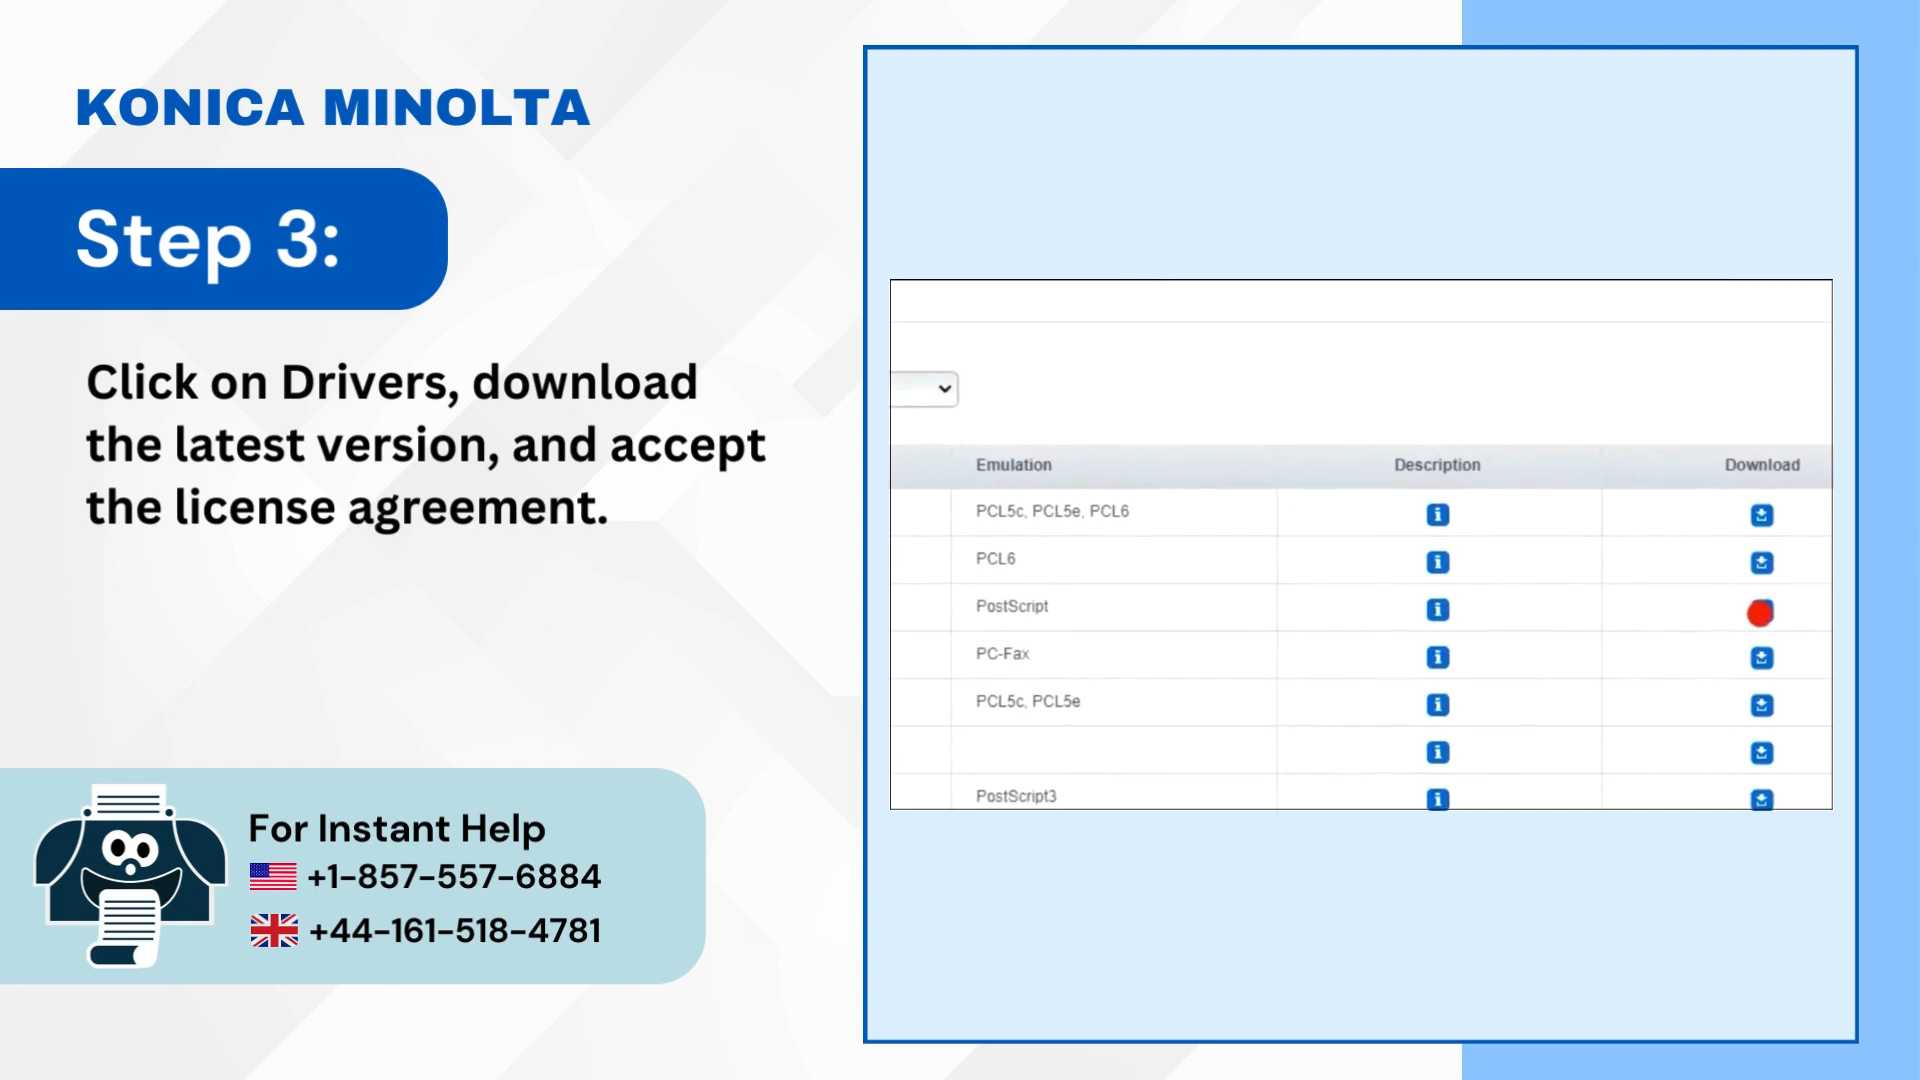 KONICA MINOLTA
Step 3:
Click on Drivers, download
the latest version, and accept
the license agreement.
For Instant Help
+1-857-557-6884
+44-161-518-4781
Emulation Description Download
PCL5c, PCL5e, PCL6
PCL6
PostScript
PC-Fax
PCL5c, PCL5e
PostScript3